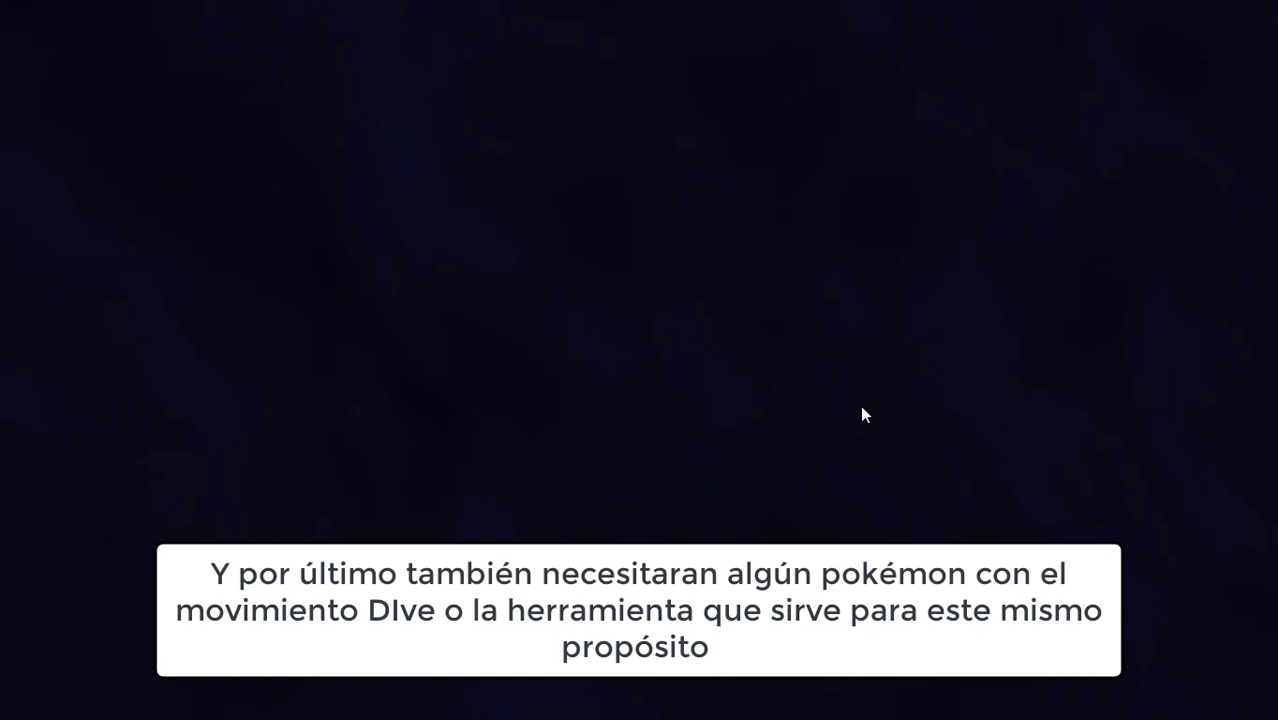 Y por último también necesitaran algún pokémon con el
movimiento DIve o la herramienta que sirve para este mismo
propósito